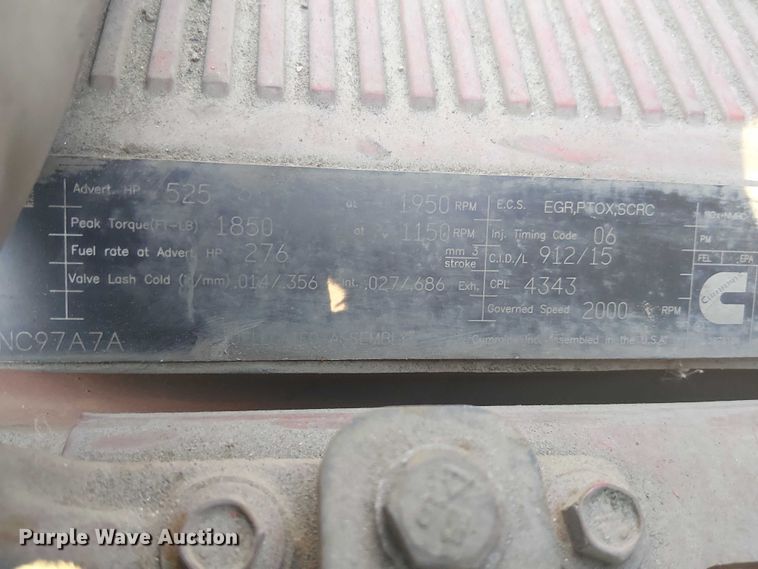 Advert. HP 525 at 1950 RPM
Peak Torque(FT-LB) 1850 at 1150 RPM
Fuel rate at Advert. HP 276 mm 3 stroke
Valve Lash Cold .014/.356 Int. .027/.686 Exh.
NC97A7A
ASSEMBLY
E.C.S. EGR,PTOX,SCRC
Inj. Timing Code 06
C.I.D/L 912/15
CPL 4343
Governed Speed 2000 RPM
Cummins Inc. Assembled in the U.S.A.
PM
FEL EPA
Cummins
Purple Wave Auction